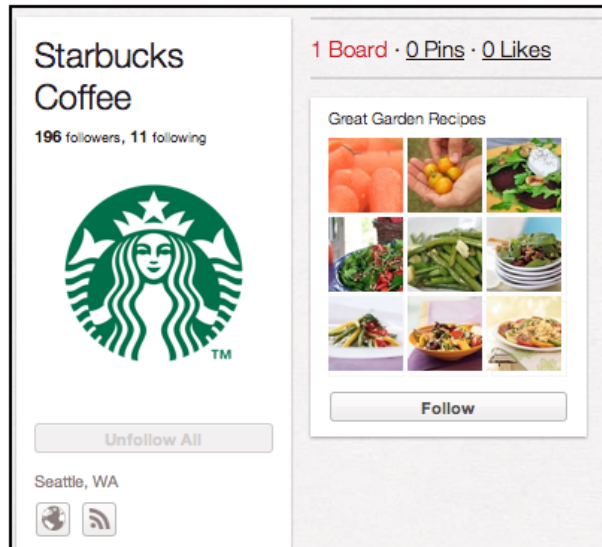 Starbucks
Coffee
196 followers, 11 following
TM
Unfollow All
Seattle, WA
1 Board · 0 Pins · 0 Likes
Great Garden Recipes
Follow